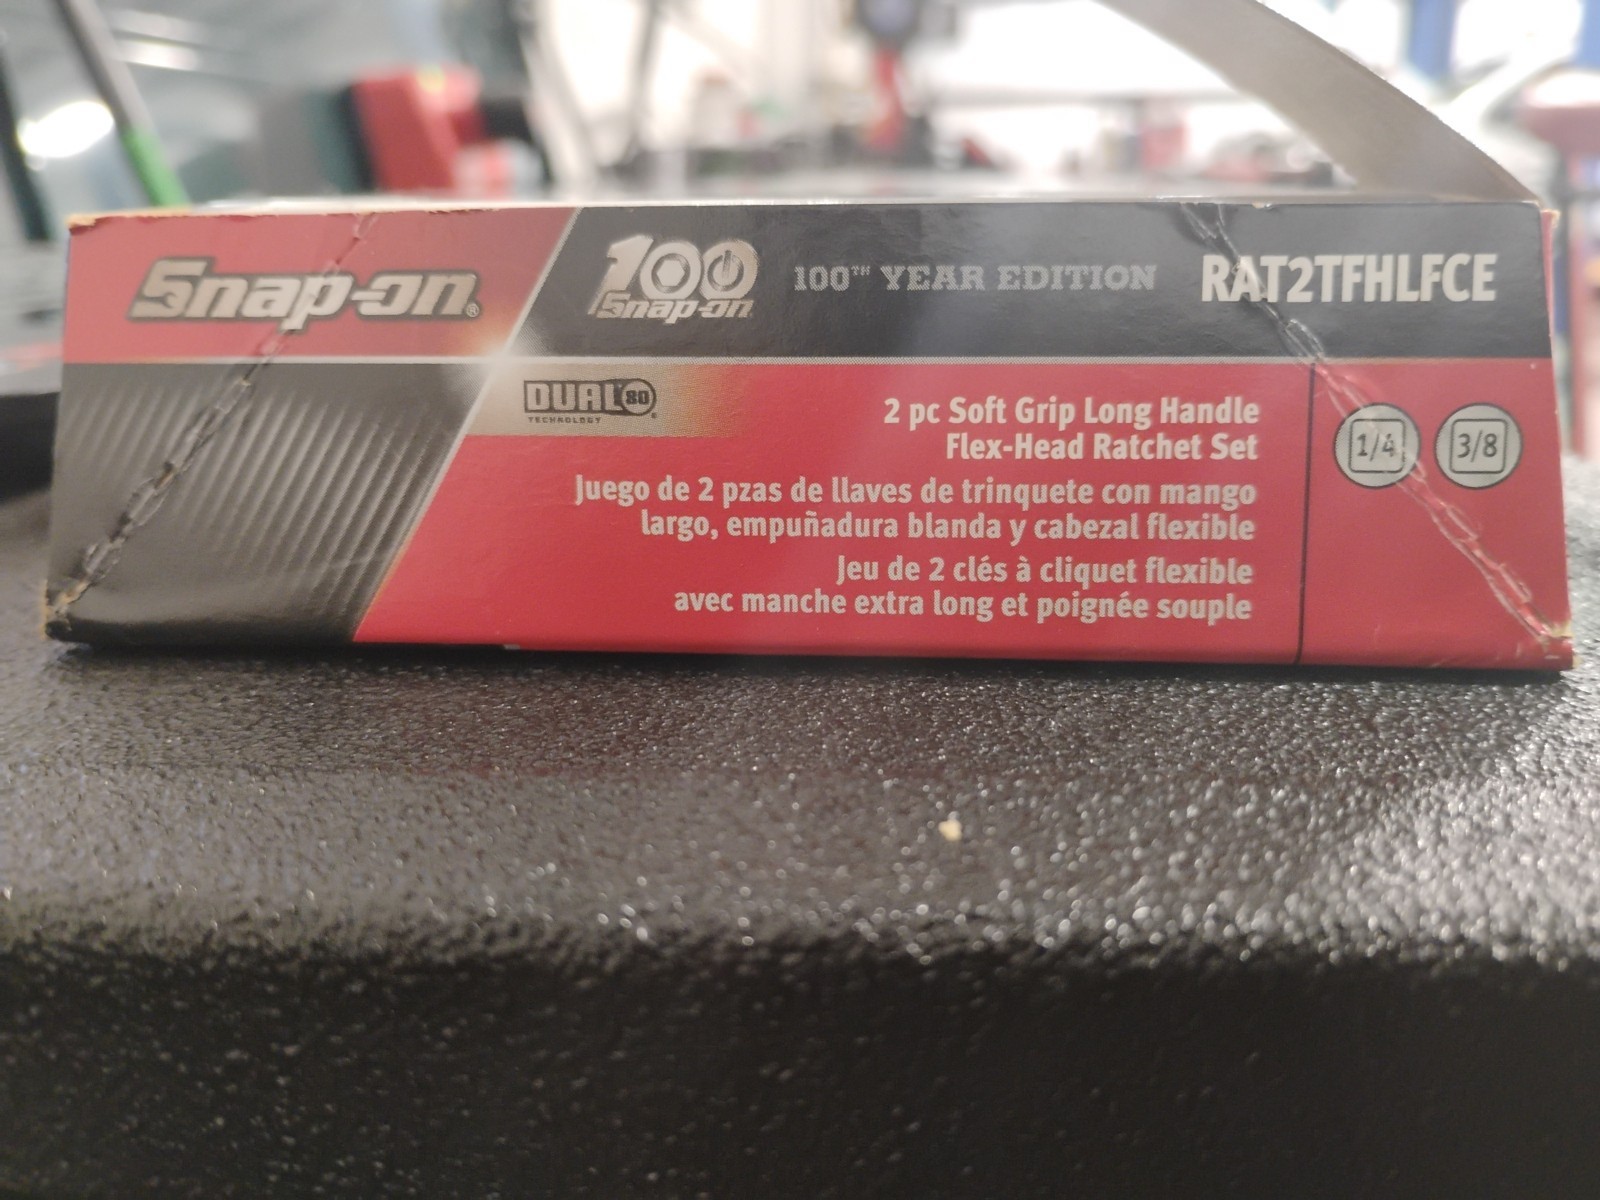 Snap-on®
100
Snap-on
100TH YEAR EDITION
RAT2TFHLFCE
DUAL 80®
TECHNOLOGY
2 pc Soft Grip Long Handle
Flex-Head Ratchet Set
Juego de 2 pzas de llaves de trinquete con mango
largo, empuñadura blanda y cabezal flexible
Jeu de 2 clés à cliquet flexible
avec manche extra long et poignée souple
1/4
3/8